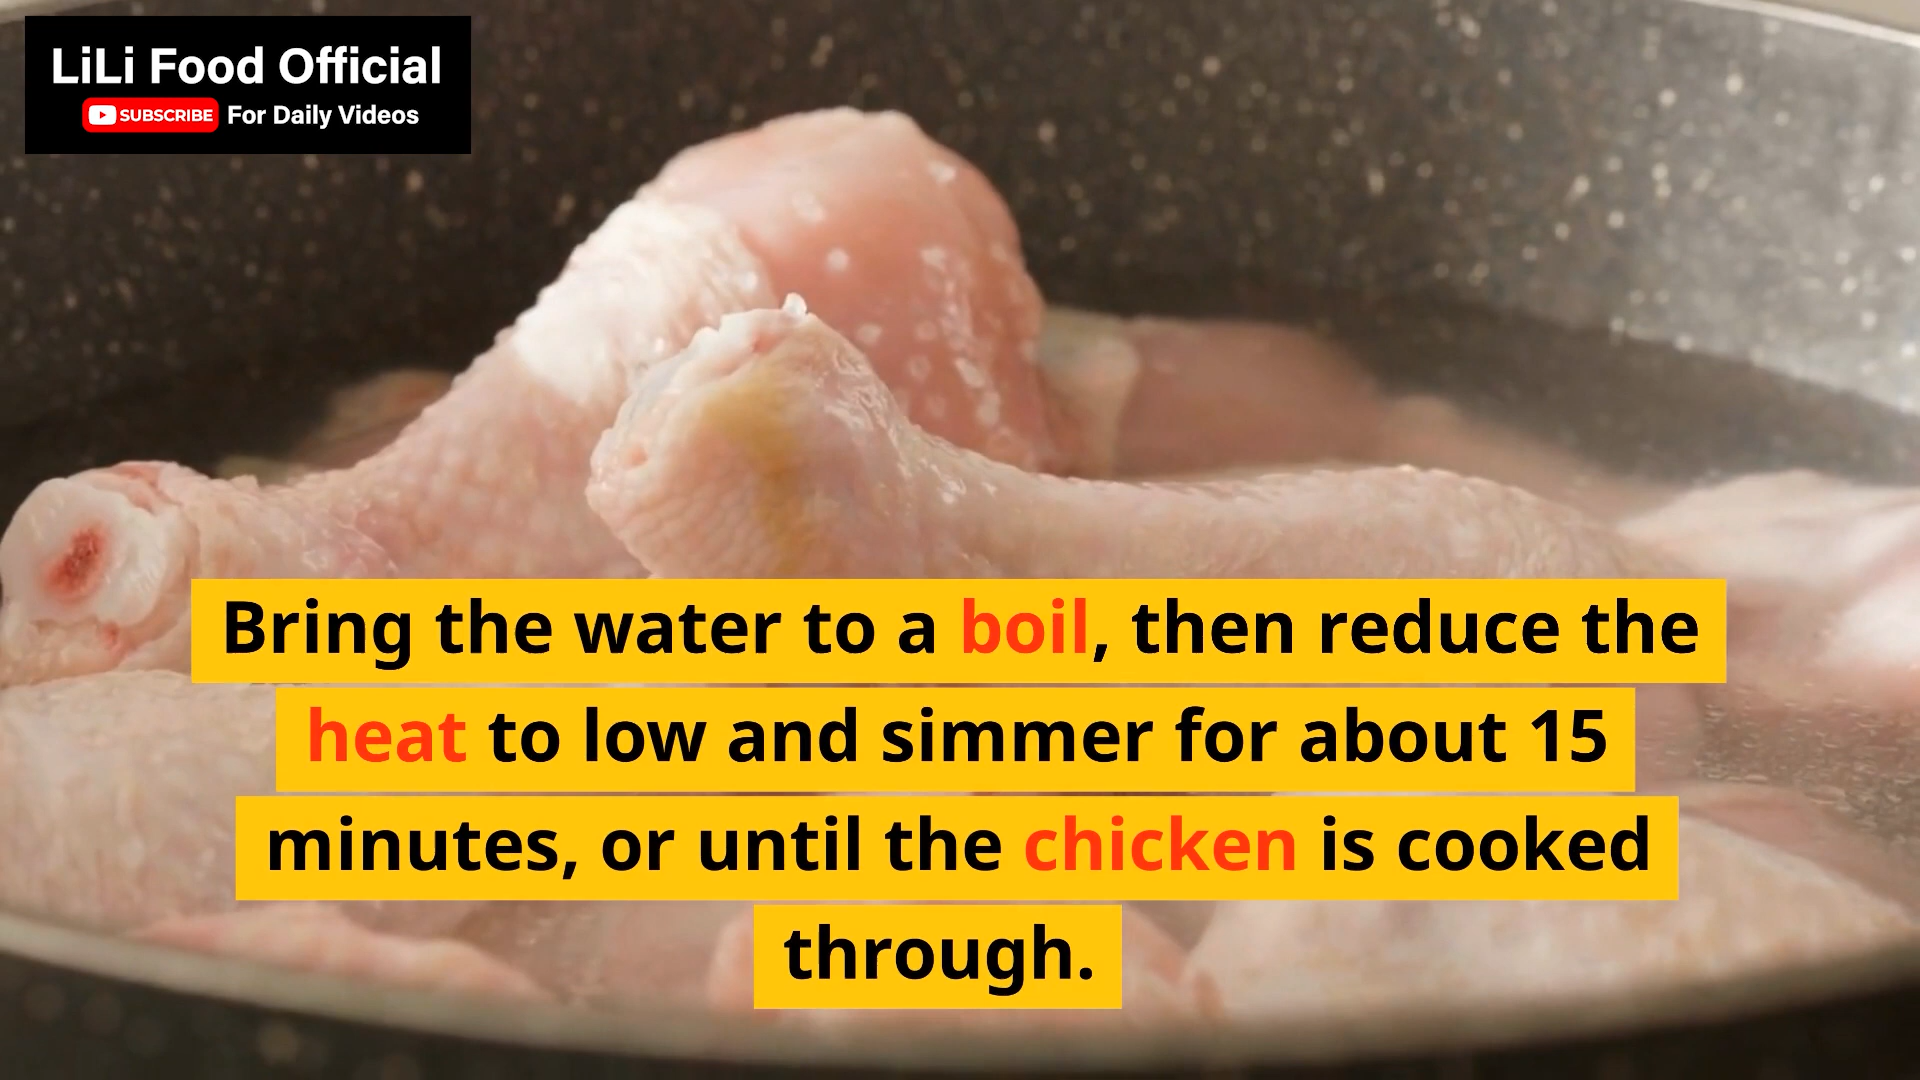 LiLi Food Official
SUBSCRIBE For Daily Videos
Bring the water to a boil, then reduce the
heat to low and simmer for about 15
minutes, or until the chicken is cooked
through.